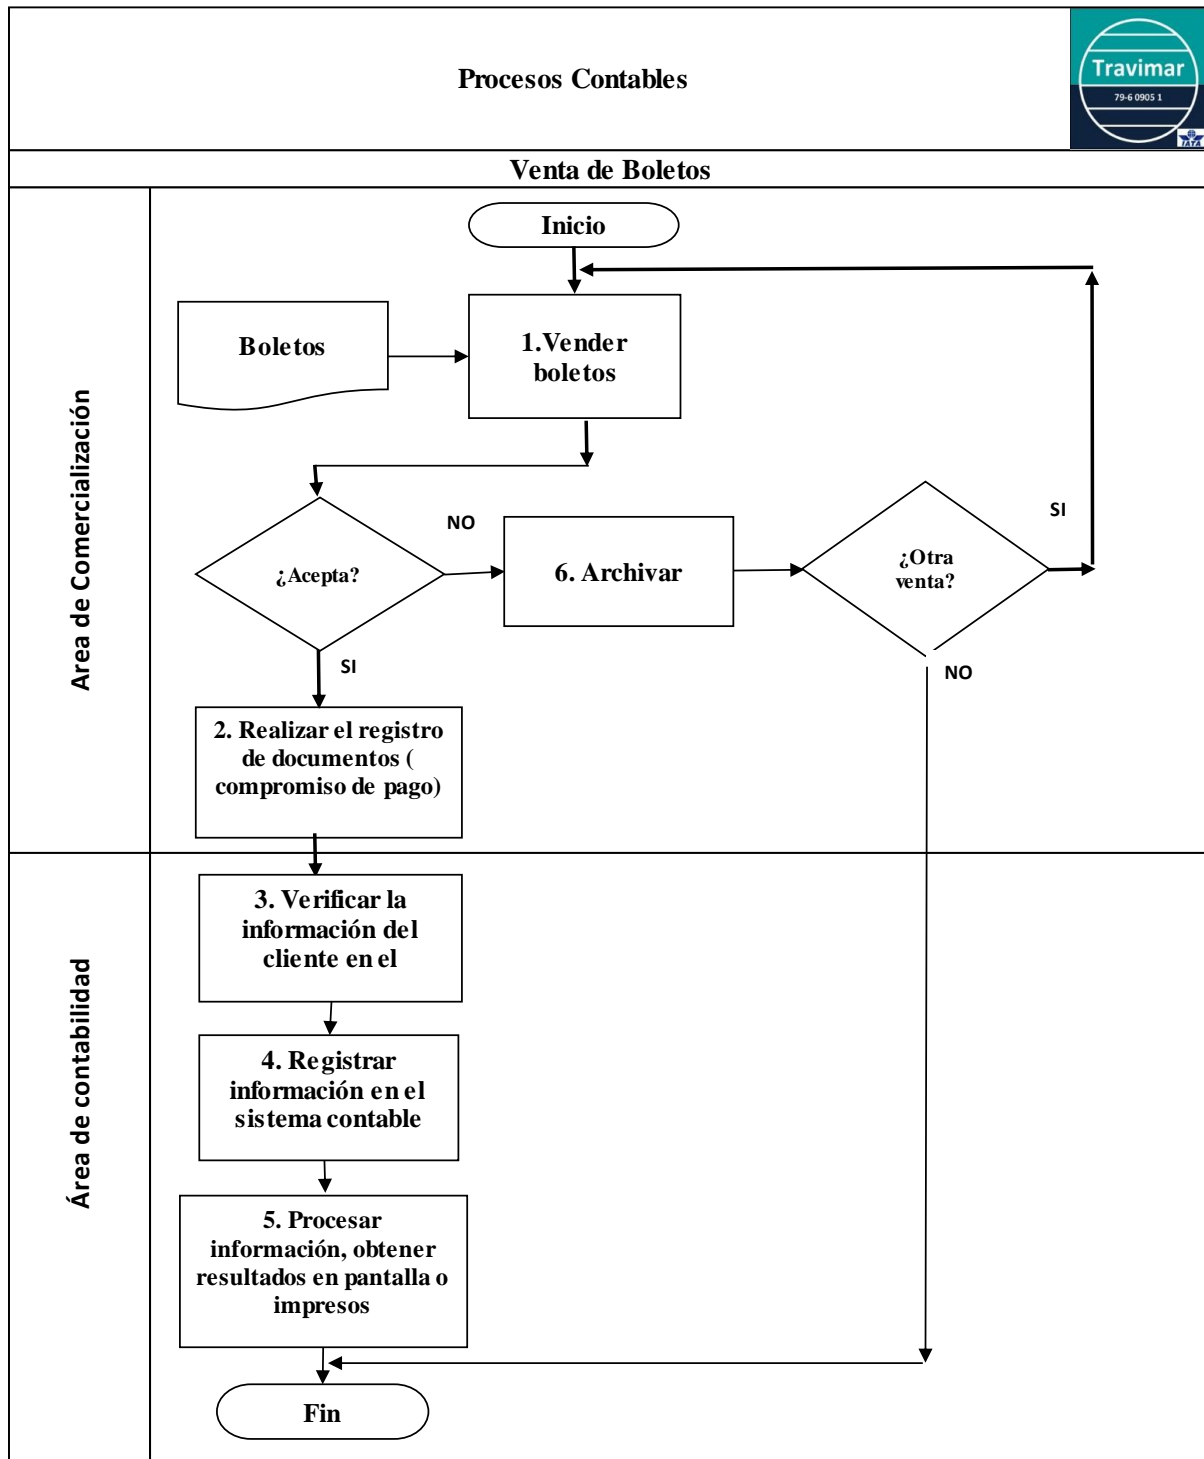 Procesos Contables
Travimar
79-6 0905 1
IATA
Venta de Boletos
Area de Comercialización
Inicio
Boletos
1.Vender
boletos
¿Acepta?
NO
6. Archivar
¿Otra
venta?
SI
NO
SI
2. Realizar el registro
de documentos (
compromiso de pago)
Área de contabilidad
3. Verificar la
información del
cliente en el
4. Registrar
información en el
sistema contable
5. Procesar
información, obtener
resultados en pantalla o
impresos
Fin